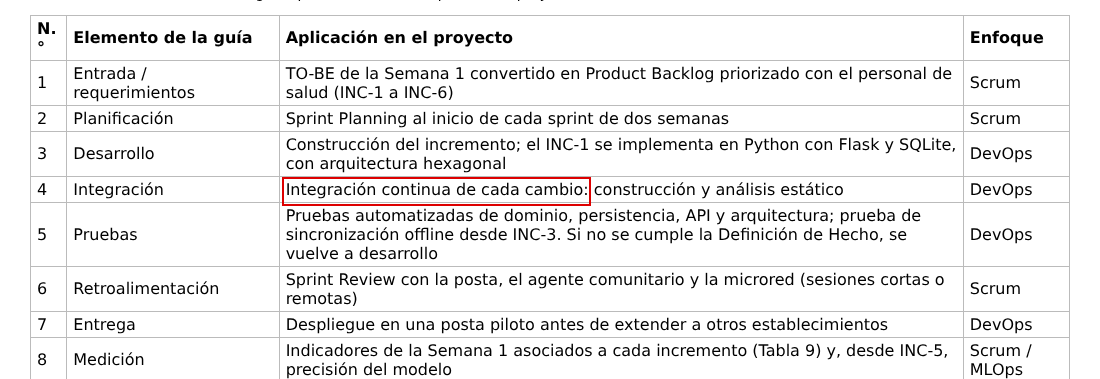 N.° Elemento de la guía Aplicación en el proyecto Enfoque
1 Entrada / requerimientos TO-BE de la Semana 1 convertido en Product Backlog priorizado con el personal de salud (INC-1 a INC-6) Scrum
2 Planificación Sprint Planning al inicio de cada sprint de dos semanas Scrum
3 Desarrollo Construcción del incremento; el INC-1 se implementa en Python con Flask y SQLite, con arquitectura hexagonal DevOps
4 Integración Integración continua de cada cambio: construcción y análisis estático DevOps
5 Pruebas Pruebas automatizadas de dominio, persistencia, API y arquitectura; prueba de sincronización offline desde INC-3. Si no se cumple la Definición de Hecho, se vuelve a desarrollo DevOps
6 Retroalimentación Sprint Review con la posta, el agente comunitario y la microred (sesiones cortas o remotas) Scrum
7 Entrega Despliegue en una posta piloto antes de extender a otros establecimientos DevOps
8 Medición Indicadores de la Semana 1 asociados a cada incremento (Tabla 9) y, desde INC-5, precisión del modelo Scrum / MLOps